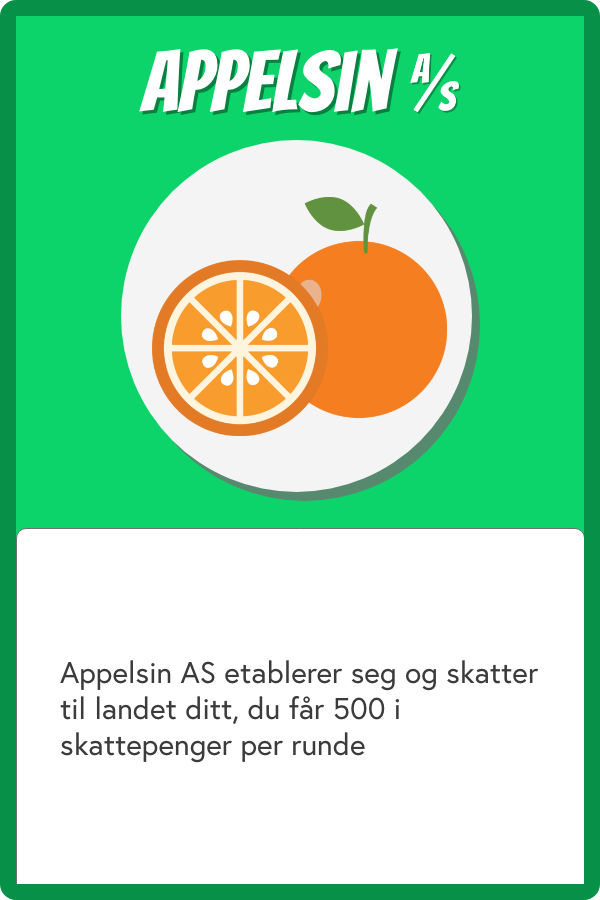 APPELSIN A/S
Appelsin AS etablerer seg og skatter
til landet ditt, du får 500 i
skattepenger per runde